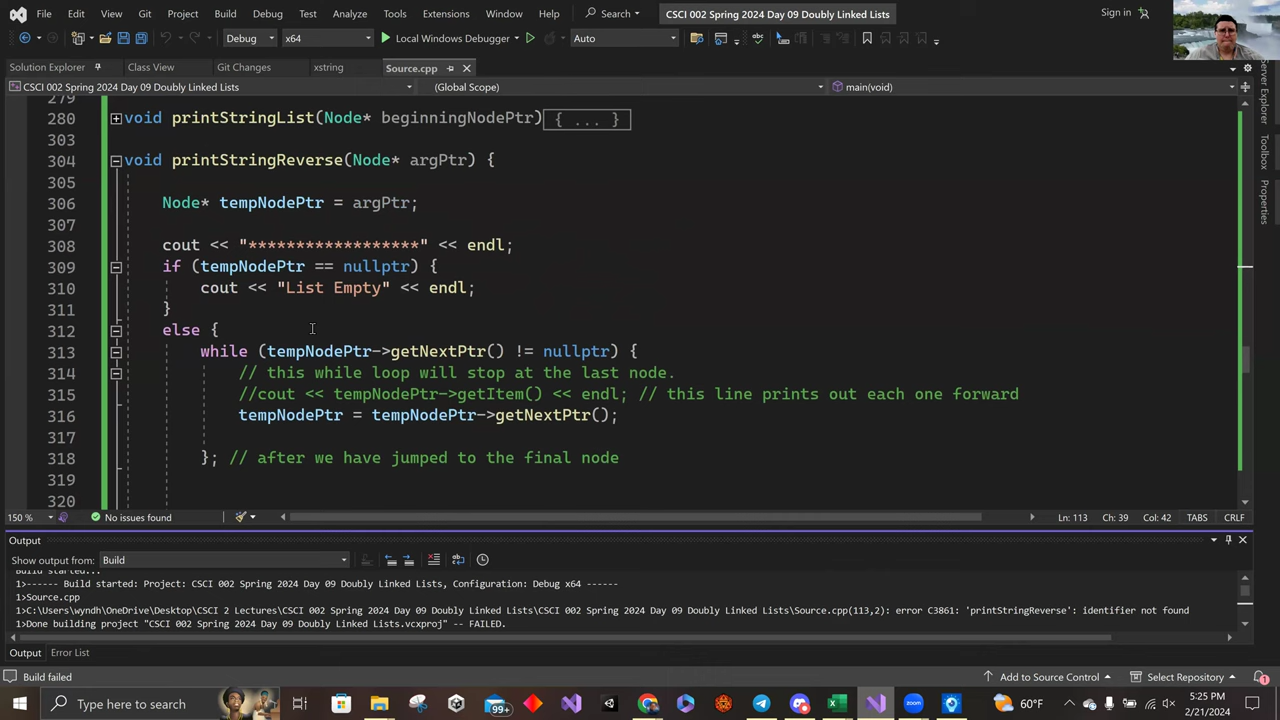 File Edit View Git Project Build Debug Test Analyze Tools Extensions Window Help Search CSCI 002 Spring 2024 Day 09 Doubly Linked Lists Sign in
Debug x64 Local Windows Debugger Auto
Solution Explorer Class View Git Changes xstring Source.cpp
CSCI 002 Spring 2024 Day 09 Doubly Linked Lists (Global Scope) main(void)
279
280 void printStringList(Node* beginningNodePtr){ ... }
303
304 void printStringReverse(Node* argPtr) {
305
306 Node* tempNodePtr = argPtr;
307
308 cout << "******************" << endl;
309 if (tempNodePtr == nullptr) {
310 cout << "List Empty" << endl;
311 }
312 else {
313 while (tempNodePtr->getNextPtr() != nullptr) {
314 // this while loop will stop at the last node.
315 //cout << tempNodePtr->getItem() << endl; // this line prints out each one forward
316 tempNodePtr = tempNodePtr->getNextPtr();
317
318 }; // after we have jumped to the final node
319
320
Server Explorer
Toolbox
Properties
150 % No issues found Ln: 113 Ch: 39 Col: 42 TABS CRLF
Output
Show output from: Build
Build started...
1>------ Build started: Project: CSCI 002 Spring 2024 Day 09 Doubly Linked Lists, Configuration: Debug x64 ------
1>Source.cpp
1>C:\Users\wyndh\OneDrive\Desktop\CSCI 2 Lectures\CSCI 002 Spring 2024 Day 09 Doubly Linked Lists\CSCI 002 Spring 2024 Day 09 Doubly Linked Lists\Source.cpp(113,2): error C3861: 'printStringReverse': identifier not found
1>Done building project "CSCI 002 Spring 2024 Day 09 Doubly Linked Lists.vcxproj" -- FAILED.
Output Error List
Build failed Add to Source Control Select Repository 1
Type here to search 99+ 60°F 5:25 PM
2/21/2024